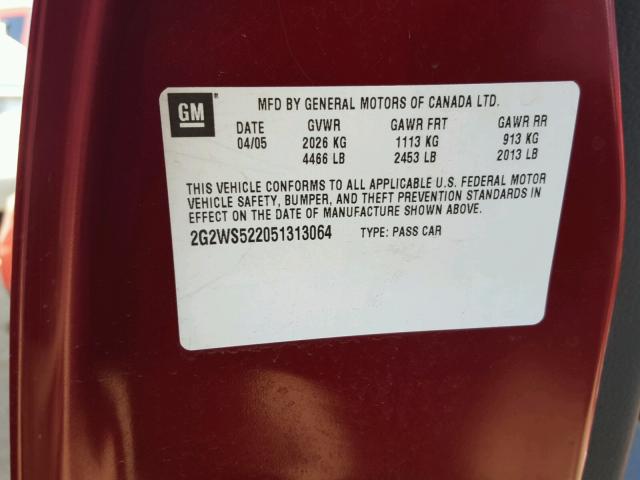 GM
MFD BY GENERAL MOTORS OF CANADA LTD.
DATE GVWR GAWR FRT GAWR RR
04/05 2026 KG 1113 KG 913 KG
4466 LB 2453 LB 2013 LB
THIS VEHICLE CONFORMS TO ALL APPLICABLE U.S. FEDERAL MOTOR
VEHICLE SAFETY, BUMPER, AND THEFT PREVENTION STANDARDS IN
EFFECT ON THE DATE OF MANUFACTURE SHOWN ABOVE.
2G2WS522051313064 TYPE: PASS CAR